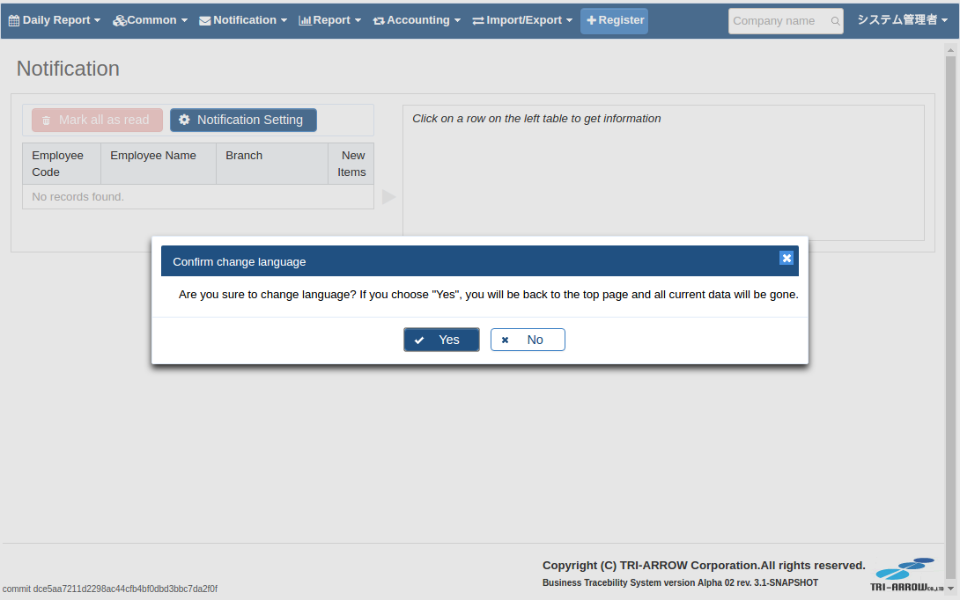 Daily Report Common Notification Report Accounting Import/Export Register Company name システム管理者
Notification
Mark all as read Notification Setting
Click on a row on the left table to get information
Employee Code Employee Name Branch New Items
No records found.
Confirm change language
Are you sure to change language? If you choose "Yes", you will be back to the top page and all current data will be gone.
Yes No
Copyright (C) TRI-ARROW Corporation.All rights reserved.
Business Tracebility System version Alpha 02 rev. 3.1-SNAPSHOT
commit dce5aa7211d2298ac44cfb4bf0dbd3bbc7da2f0f
TRI-ARROW CO.,LTD